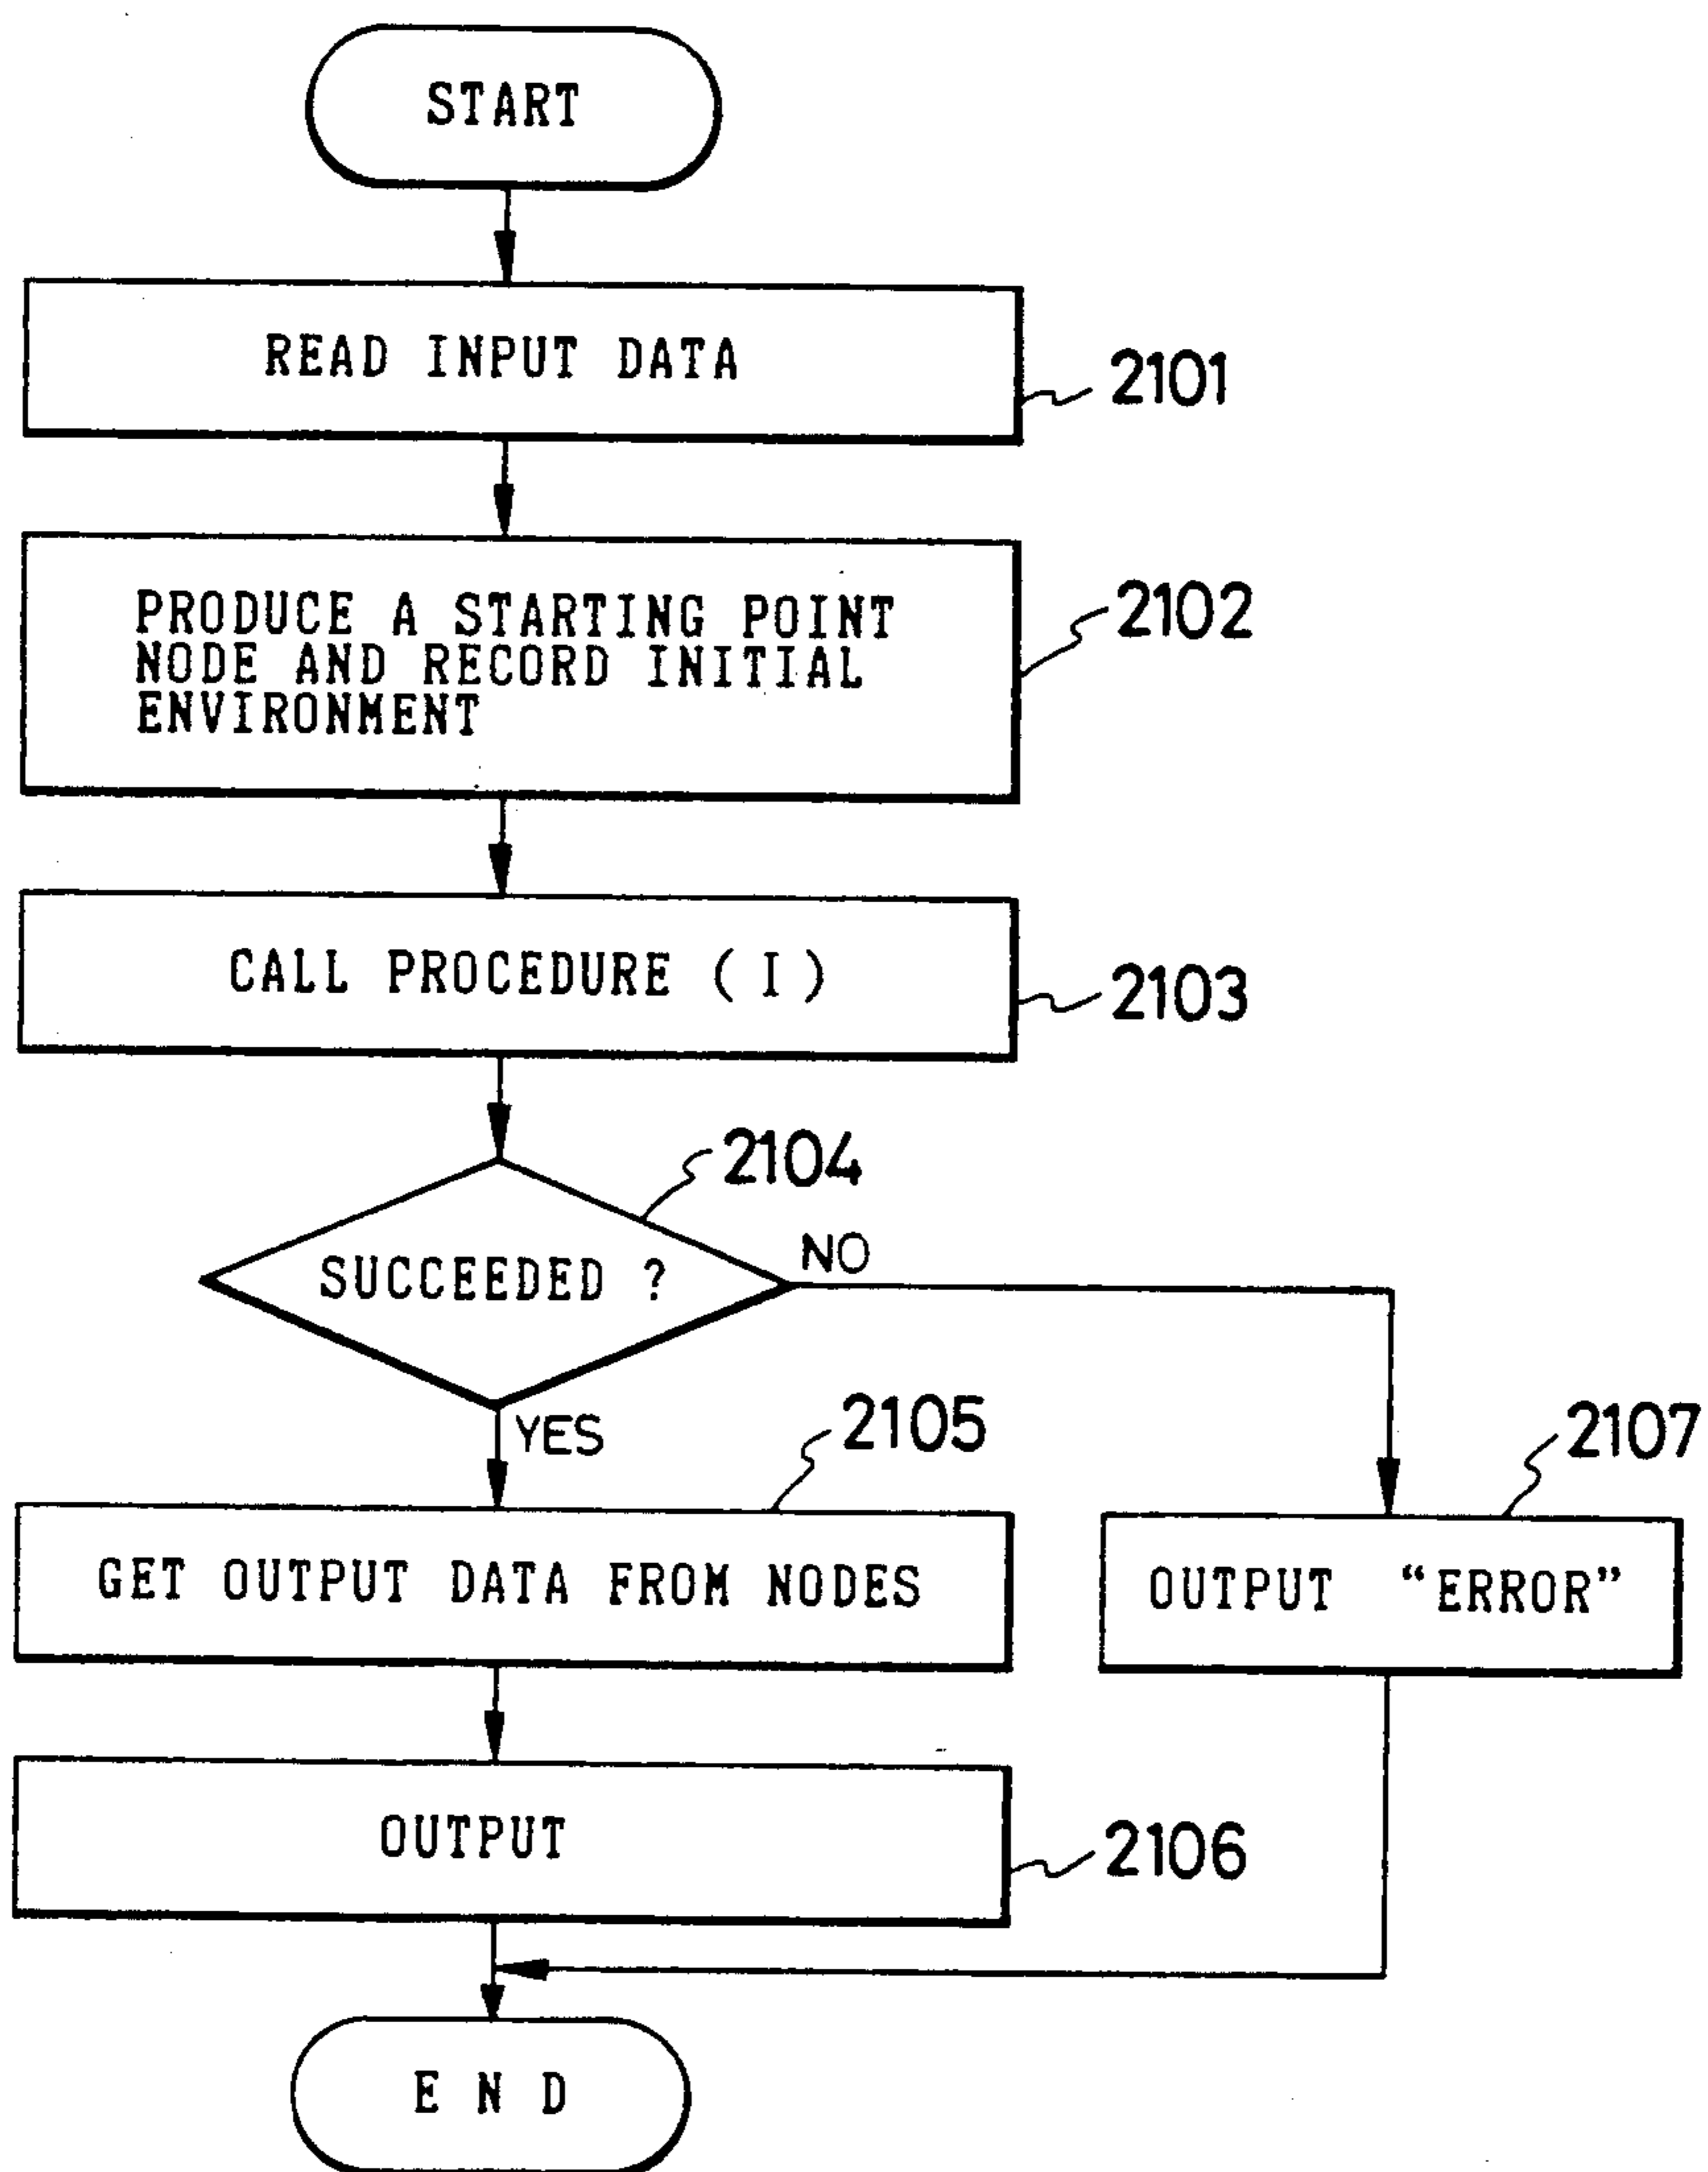 START
READ INPUT DATA
2101
PRODUCE A STARTING POINT
NODE AND RECORD INITIAL
ENVIRONMENT
2102
CALL PROCEDURE (I)
2103
2104
SUCCEEDED ?
NO
YES
2105
2107
GET OUTPUT DATA FROM NODES
OUTPUT “ERROR”
OUTPUT
2106
END